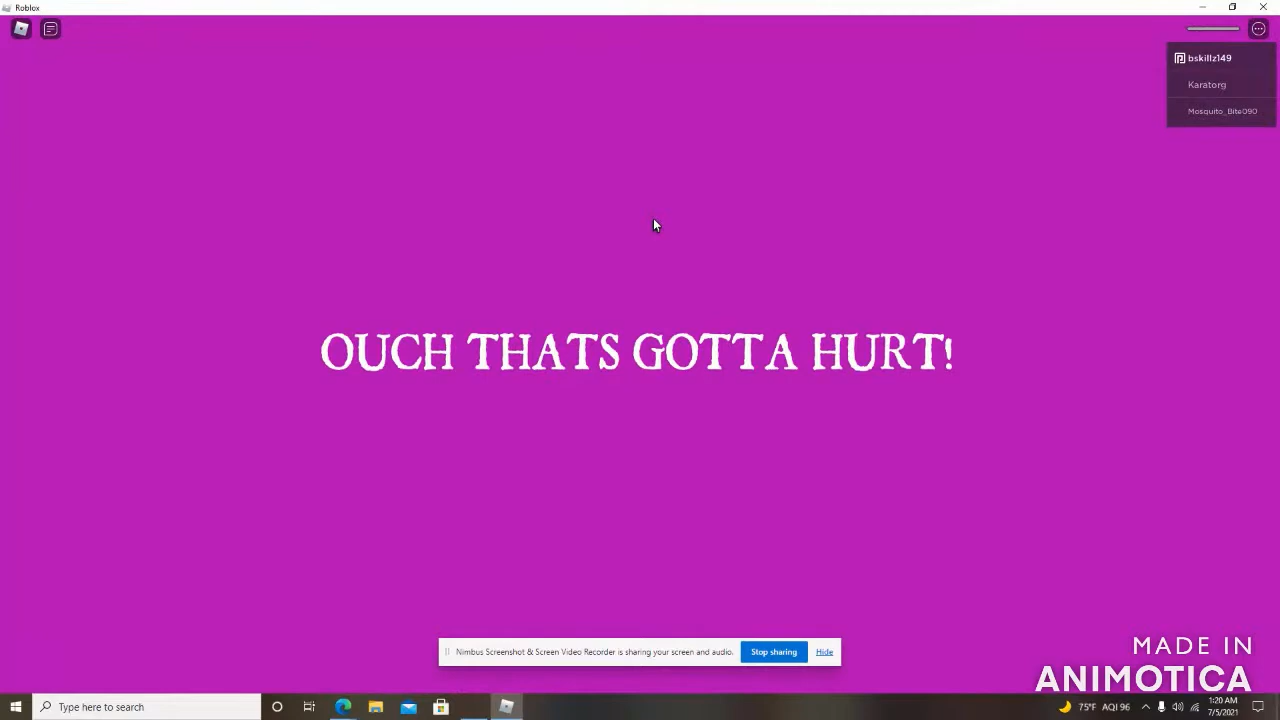 Roblox
bskillz149
Karatorg
Mosquito_Bite090
OUCH THATS GOTTA HURT!
Nimbus Screenshot & Screen Video Recorder is sharing your screen and audio.
Stop sharing
Hide
MADE IN
ANIMOTICA
Type here to search
75°F AQI 96
1:20 AM
7/5/2021